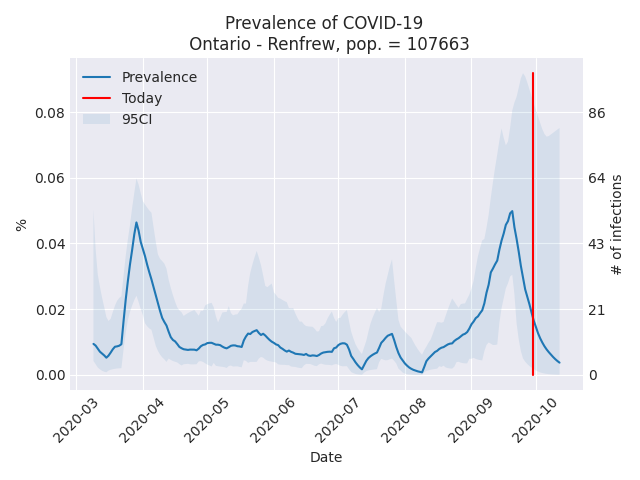 Prevalence of COVID-19
Ontario - Renfrew, pop. = 107663
Prevalence
Today
95CI
0.08
0.06
0.04
0.02
0.00
%
86
64
43
21
0
# of infections
2020-03
2020-04
2020-05
2020-06
2020-07
2020-08
2020-09
2020-10
Date